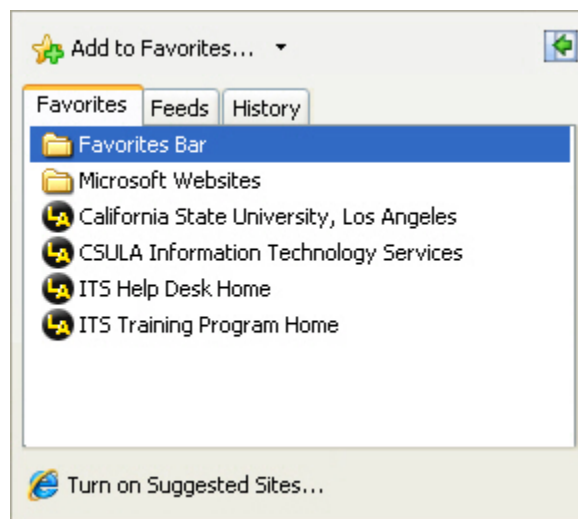 Add to Favorites...
Favorites Feeds History
Favorites Bar
Microsoft Websites
California State University, Los Angeles
CSULA Information Technology Services
ITS Help Desk Home
ITS Training Program Home
Turn on Suggested Sites...